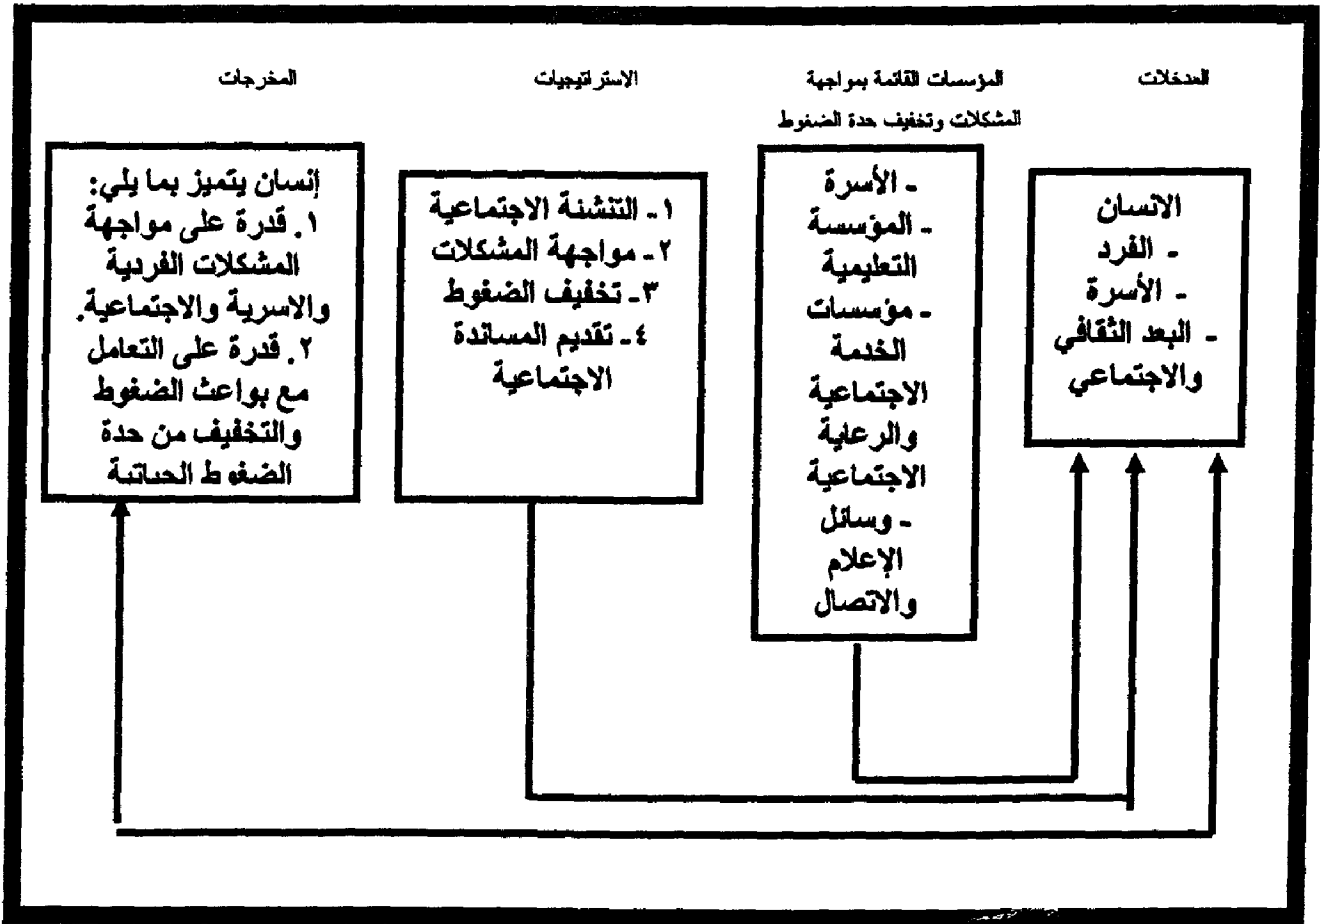 المدخلات
المؤسسات القائمة بمواجهة
المشكلات وتخفيف حدة الضغوط
الاستراتيجيات
المخرجات
الانسان
- الفرد
- الأسرة
- البعد الثقافي
والاجتماعي
- الأسرة
- المؤسسة
التعليمية
- مؤسسات
الخدمة
الاجتماعية
والرعاية
الاجتماعية
- وسائل
الإعلام
والاتصال
١- التنشئة الاجتماعية
٢- مواجهة المشكلات
٣- تخفيف الضغوط
٤- تقديم المساندة
الاجتماعية
إنسان يتميز بما يلي:
١. قدرة على مواجهة
المشكلات الفردية
والاسرية والاجتماعية.
٢. قدرة على التعامل
مع بواعث الضغوط
والتخفيف من حدة
الضغوط الحياتية